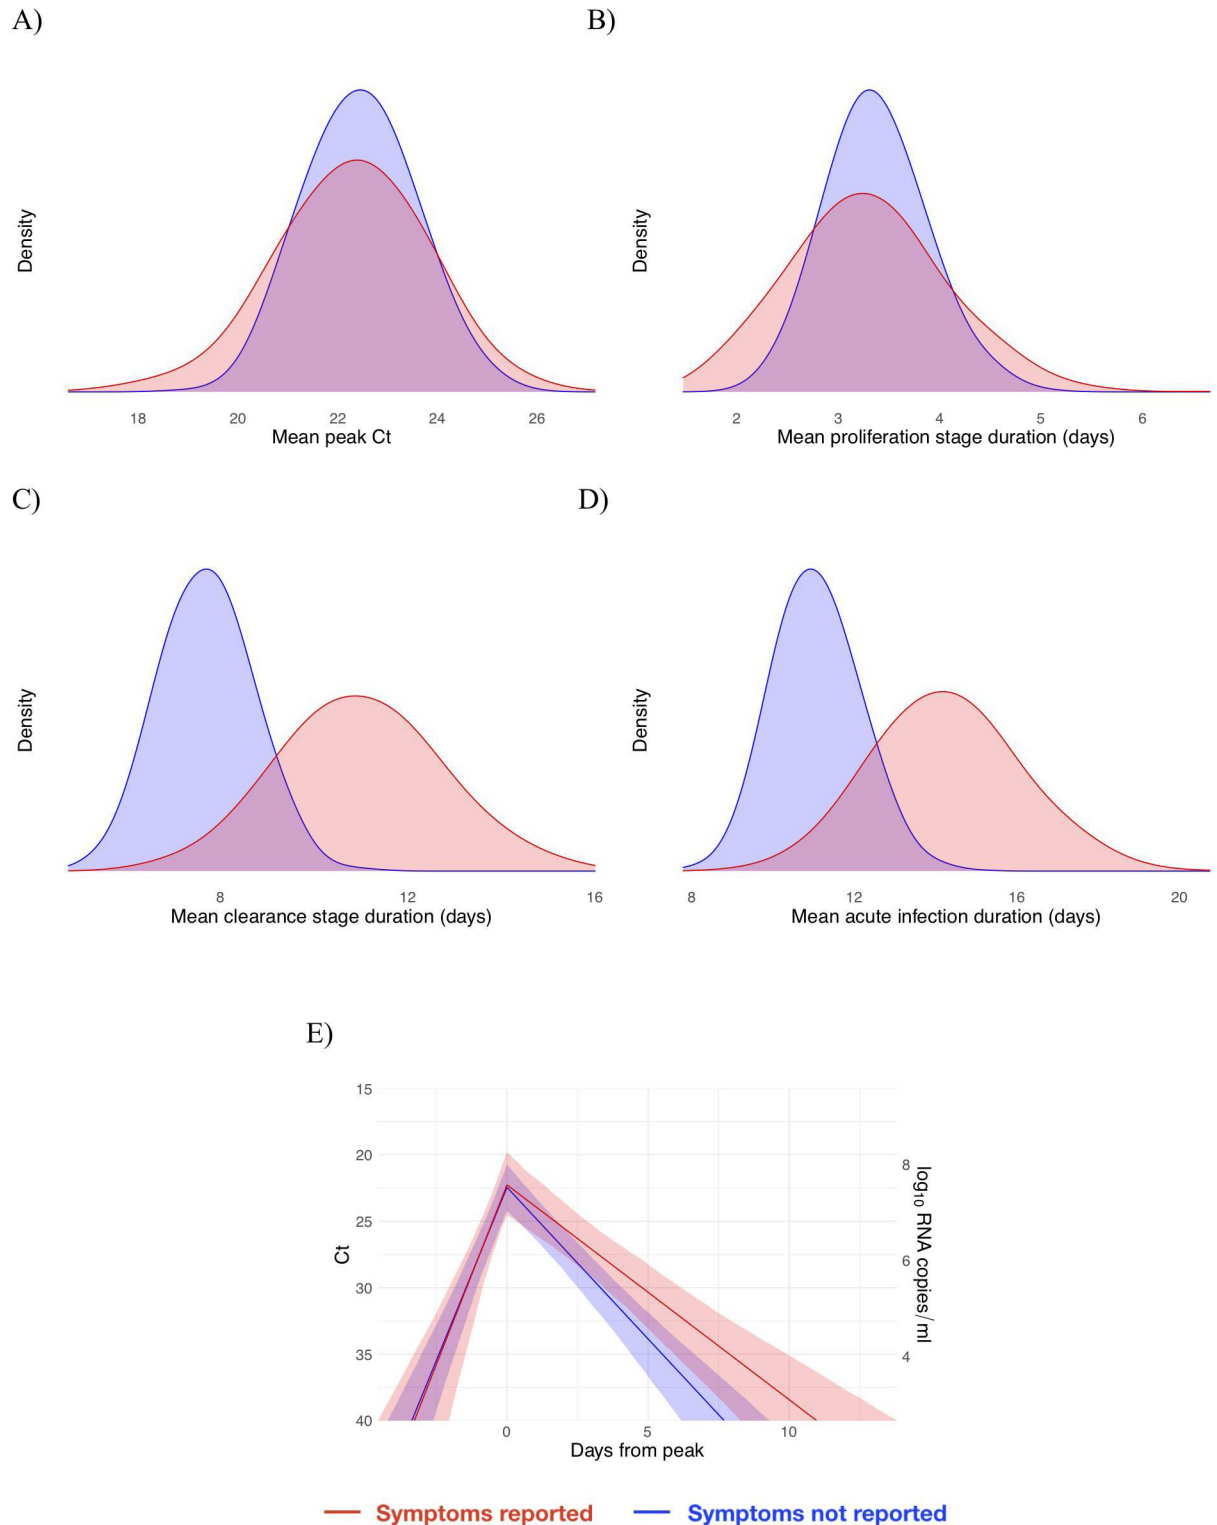 A)
B)
Density
18 20 22 24 26
Mean peak Ct
Density
2 3 4 5 6
Mean proliferation stage duration (days)
C)
D)
Density
8 12 16
Mean clearance stage duration (days)
Density
8 12 16 20
Mean acute infection duration (days)
E)
15
20
25
30
35
40
Ct
8
6
4
log10 RNA copies/ml
0 5 10
Days from peak
Symptoms reported Symptoms not reported